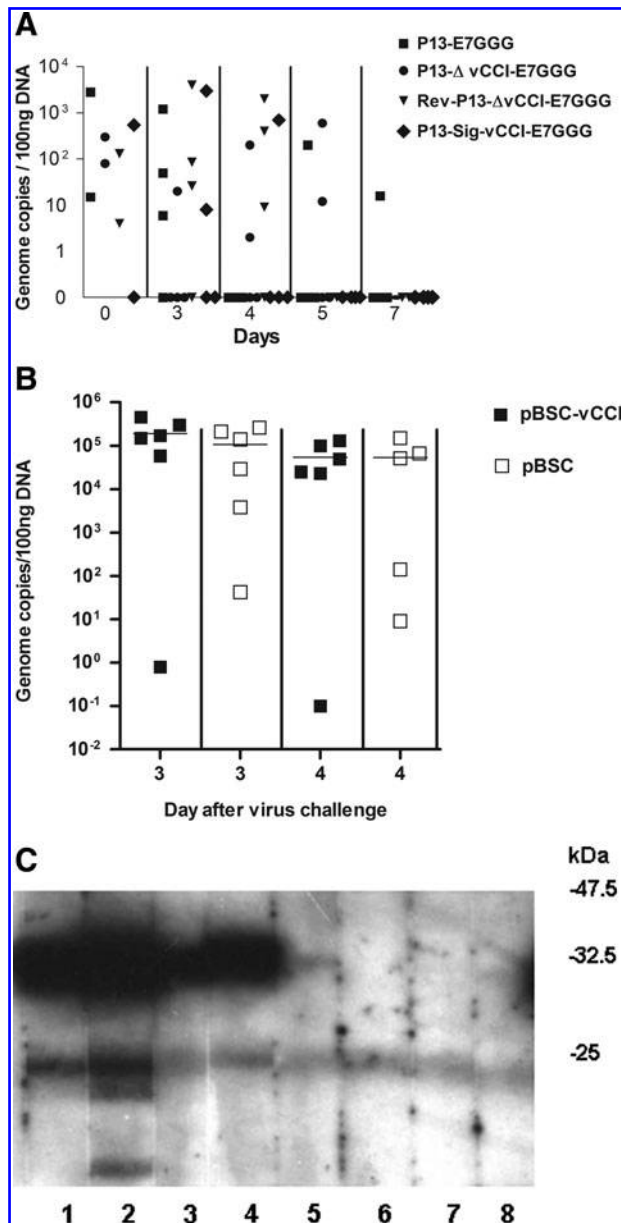 A
P13-E7GGG
P13-Δ vCCI-E7GGG
Rev-P13-ΔvCCI-E7GGG
P13-Sig-vCCI-E7GGG
Genome copies / 100ng DNA
10⁴
10³
10²
10
1
0
0 3 4 5 7
Days
B
pBSC-vCCI
pBSC
Genome copies/100ng DNA
10⁶
10⁵
10⁴
10³
10²
10¹
10⁰
10⁻¹
10⁻²
3 3 4 4
Day after virus challenge
C
kDa
-47.5
-32.5
-25
1 2 3 4 5 6 7 8